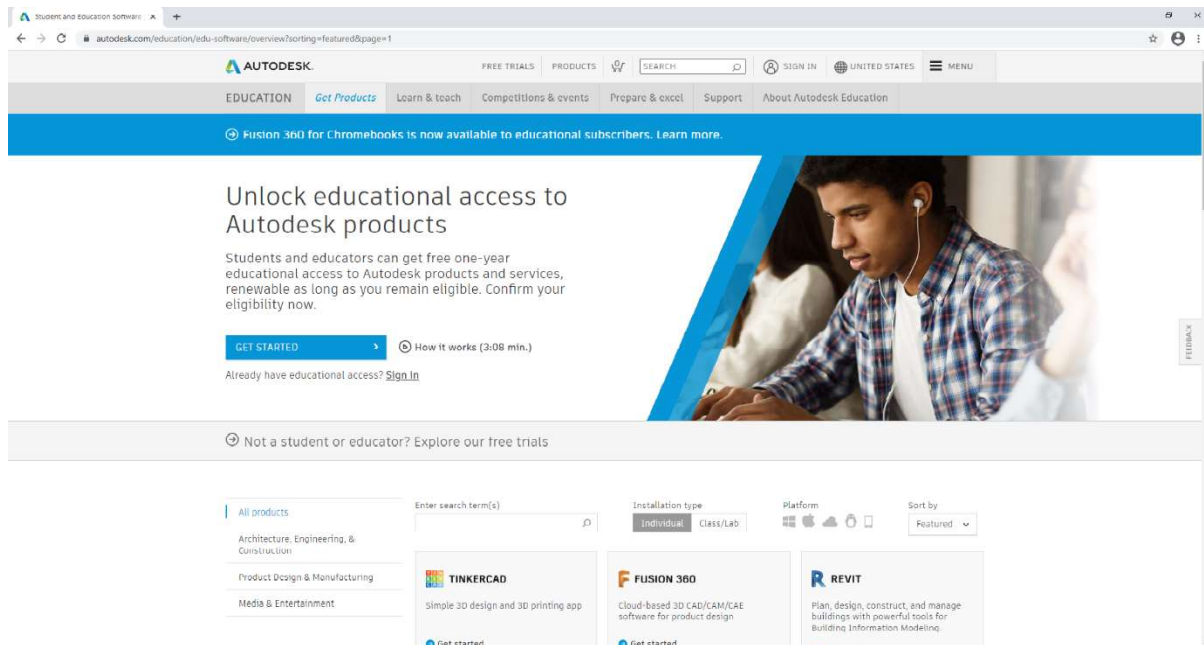 Student and Education Software
autodesk.com/education/edu-software/overview?sorting=featured&page=1
AUTODESK.
FREE TRIALS PRODUCTS SEARCH SIGN IN UNITED STATES MENU
EDUCATION Get Products Learn & teach Competitions & events Prepare & excel Support About Autodesk Education
Fusion 360 for Chromebooks is now available to educational subscribers. Learn more.
Unlock educational access to
Autodesk products
Students and educators can get free one-year
educational access to Autodesk products and services,
renewable as long as you remain eligible. Confirm your
eligibility now.
GET STARTED How it works (3:08 min.)
Already have educational access? Sign in
FEEDBACK
Not a student or educator? Explore our free trials
All products
Architecture, Engineering, &
Construction
Product Design & Manufacturing
Media & Entertainment
Enter search term(s)
Installation type
Individual Class/Lab
Platform
Sort by
Featured
TINKERCAD
Simple 3D design and 3D printing app
Get started
FUSION 360
Cloud-based 3D CAD/CAM/CAE
software for product design
Get started
REVIT
Plan, design, construct, and manage
buildings with powerful tools for
Building Information Modeling.